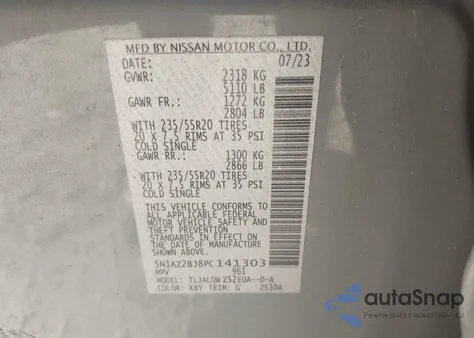 MFD BY NISSAN MOTOR CO., LTD.
DATE: 07/23
GVWR: 2318 KG
5110 LB
GAWR FR.: 1272 KG
2804 LB
WITH 235/55R20 TIRES
20 X 7.5 RIMS AT 35 PSI
COLD SINGLE
GAWR RR.: 1300 KG
2866 LB
WITH 235/55R20 TIRES
20 X 7.5 RIMS AT 35 PSI
COLD SINGLE
THIS VEHICLE CONFORMS TO ALL
APPLICABLE FEDERAL
MOTOR VEHICLE SAFETY
AND THEFT PREVENTION
STANDARDS IN EFFECT
ON THE DATE OF
MANUFACTURE SHOWN
ABOVE.
5N1AZ2BJ8PC141303
MPV 961
MODEL: TLJALQWZ52EUA--D-A
COLOR: KBY TRIM: G Z530A
autoSnap
Pewne auto z aukcji